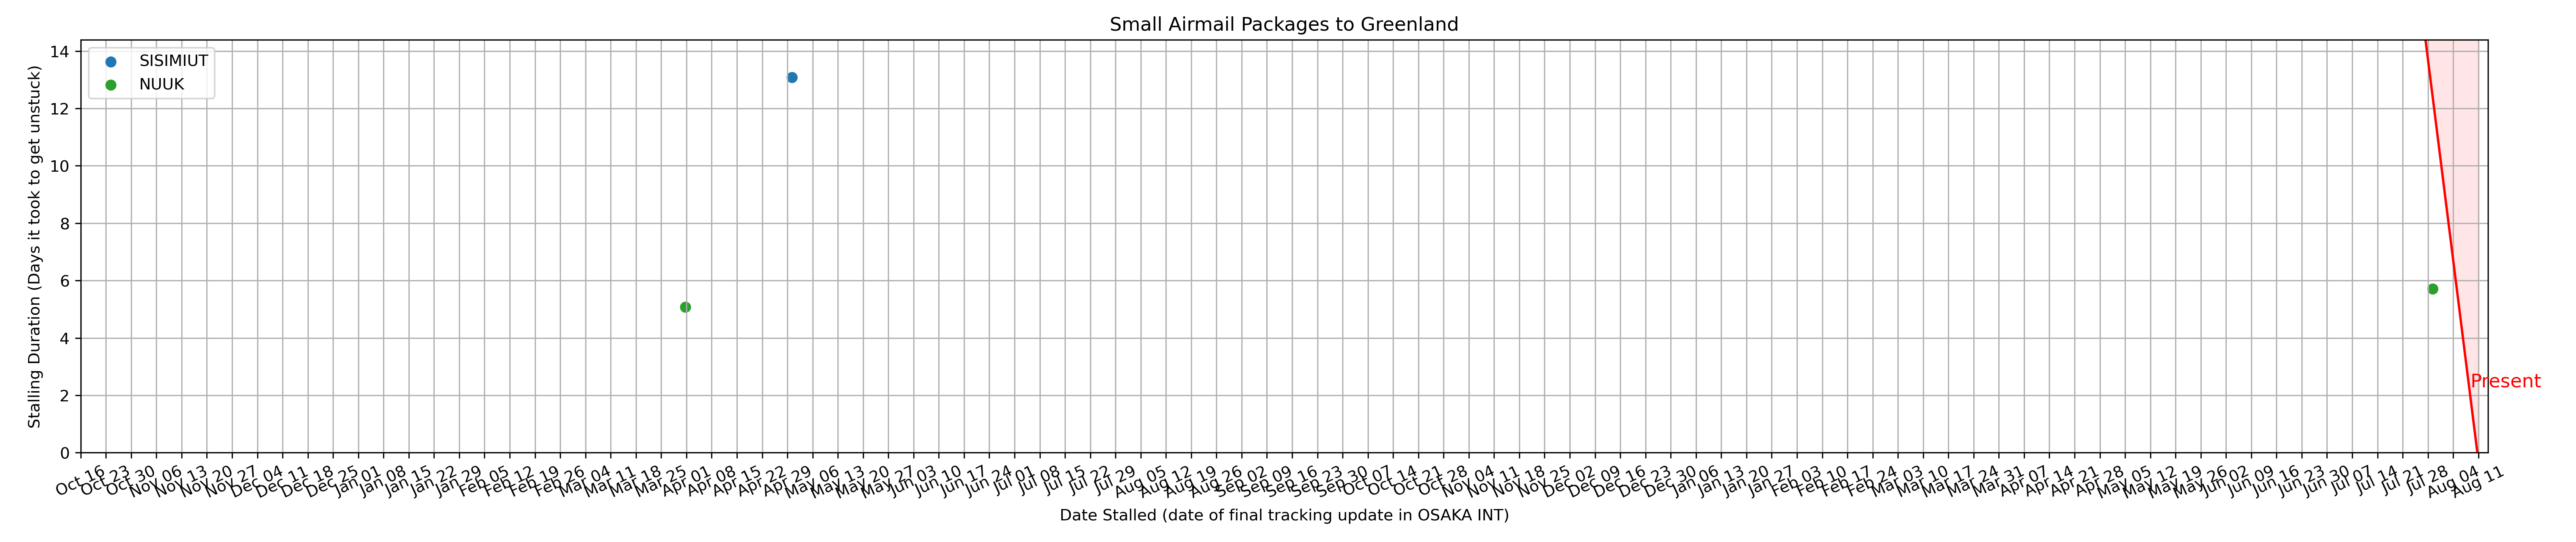 Small Airmail Packages to Greenland
SISIMIUT
NUUK
Stalling Duration (Days it took to get unstuck)
14
12
10
8
6
4
2
0
Present
Oct 16 Oct 23 Oct 30 Nov 06 Nov 13 Nov 20 Nov 27 Dec 04 Dec 11 Dec 18 Dec 25 Jan 01 Jan 08 Jan 15 Jan 22 Jan 29 Feb 05 Feb 12 Feb 19 Feb 26 Mar 04 Mar 11 Mar 18 Mar 25 Apr 01 Apr 08 Apr 15 Apr 22 Apr 29 May 06 May 13 May 20 May 27 Jun 03 Jun 10 Jun 17 Jun 24 Jul 01 Jul 08 Jul 15 Jul 22 Jul 29 Aug 05 Aug 12 Aug 19 Aug 26 Sep 02 Sep 09 Sep 16 Sep 23 Sep 30 Oct 07 Oct 14 Oct 21 Oct 28 Nov 04 Nov 11 Nov 18 Nov 25 Dec 02 Dec 09 Dec 16 Dec 23 Dec 30 Jan 06 Jan 13 Jan 20 Jan 27 Feb 03 Feb 10 Feb 17 Feb 24 Mar 03 Mar 10 Mar 17 Mar 24 Mar 31 Apr 07 Apr 14 Apr 21 Apr 28 May 05 May 12 May 19 May 26 Jun 02 Jun 09 Jun 16 Jun 23 Jun 30 Jul 07 Jul 14 Jul 21 Jul 28 Aug 04 Aug 11
Date Stalled (date of final tracking update in OSAKA INT)